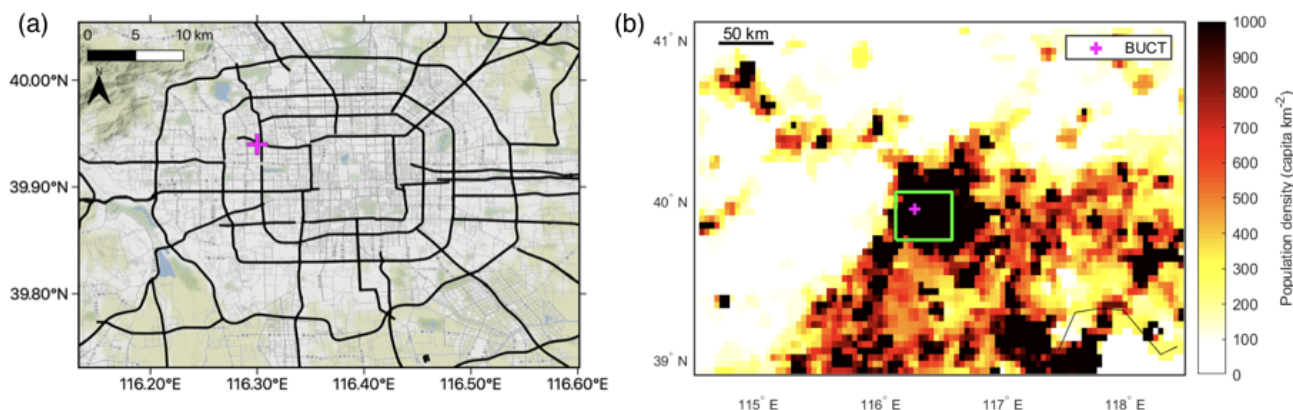 (a)
0 5 10 km
N
40.00°N
39.90°N
39.80°N
116.20°E 116.30°E 116.40°E 116.50°E 116.60°E
(b)
50 km
BUCT
41° N
40° N
39° N
115° E 116° E 117° E 118° E
1000
900
800
700
600
500
400
300
200
100
0
Population density (capita km⁻²)